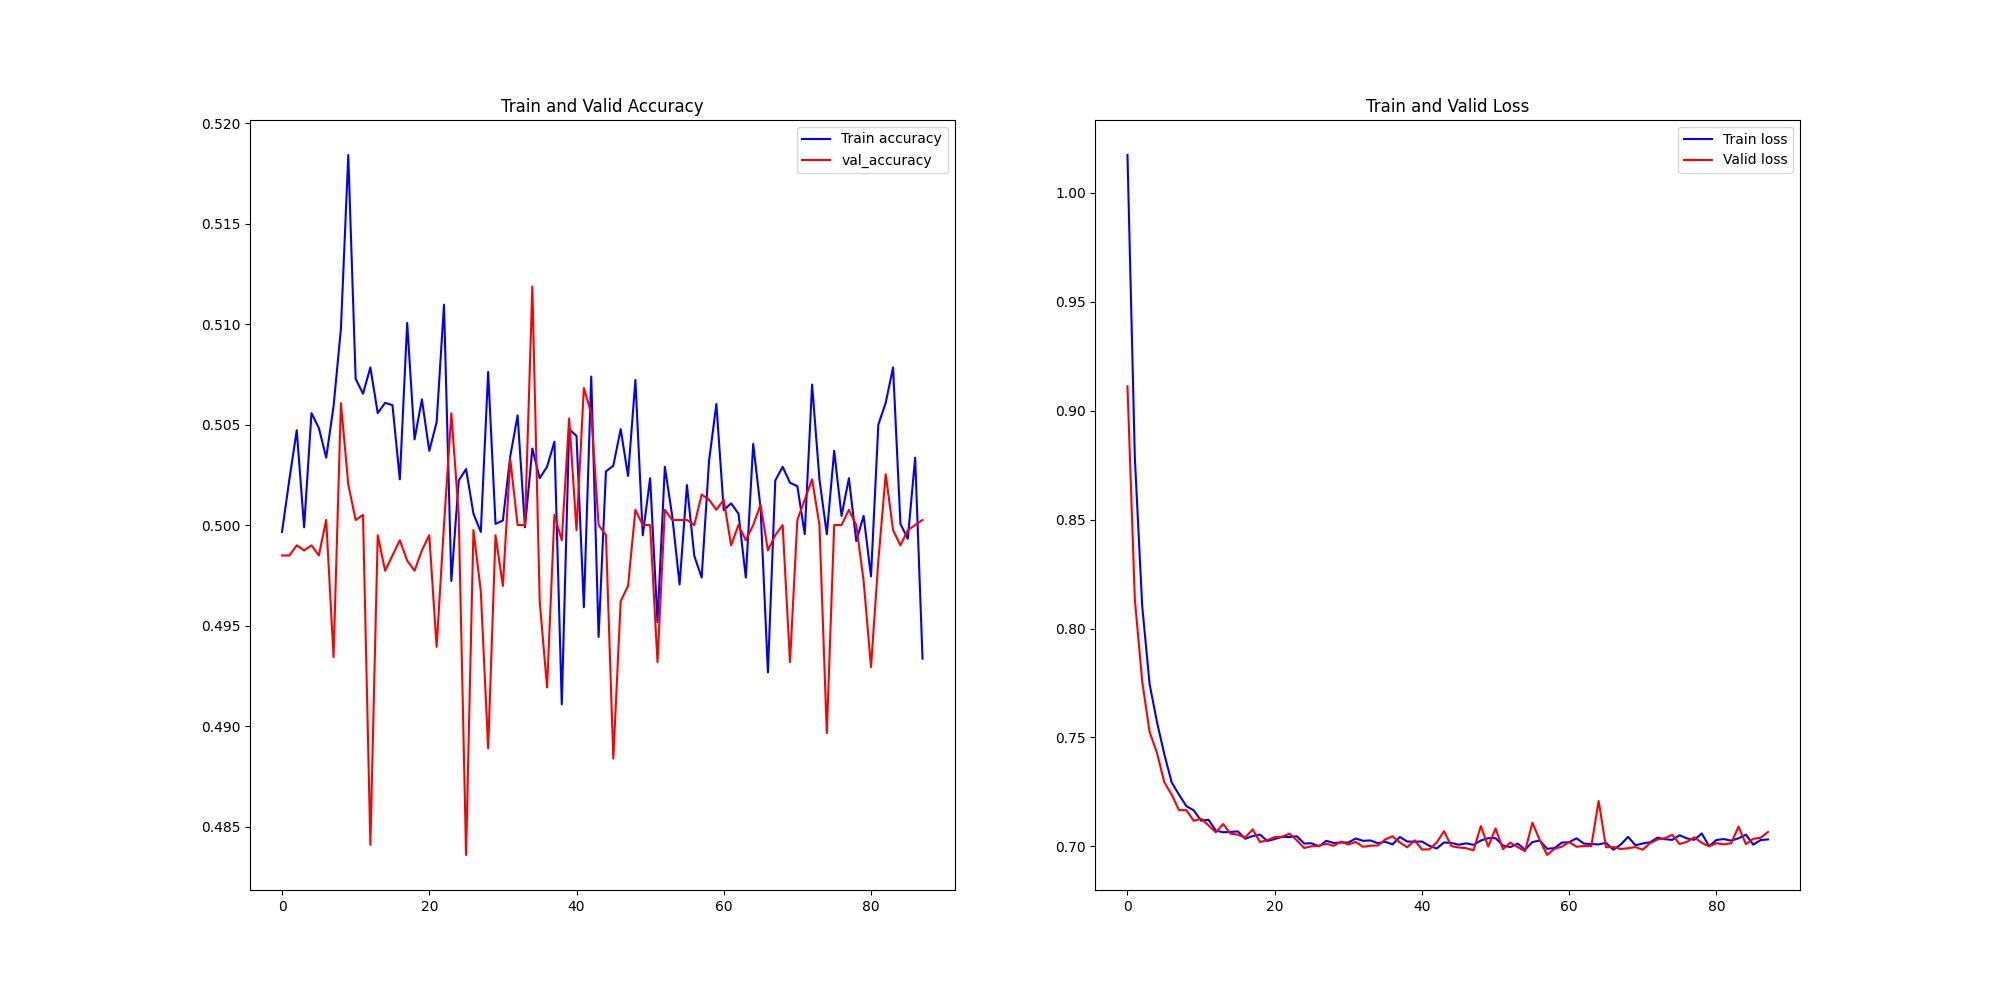 Train and Valid Accuracy
0.520
0.515
0.510
0.505
0.500
0.495
0.490
0.485
0 20 40 60 80
Train accuracy
val_accuracy
Train and Valid Loss
1.00
0.95
0.90
0.85
0.80
0.75
0.70
0 20 40 60 80
Train loss
Valid loss